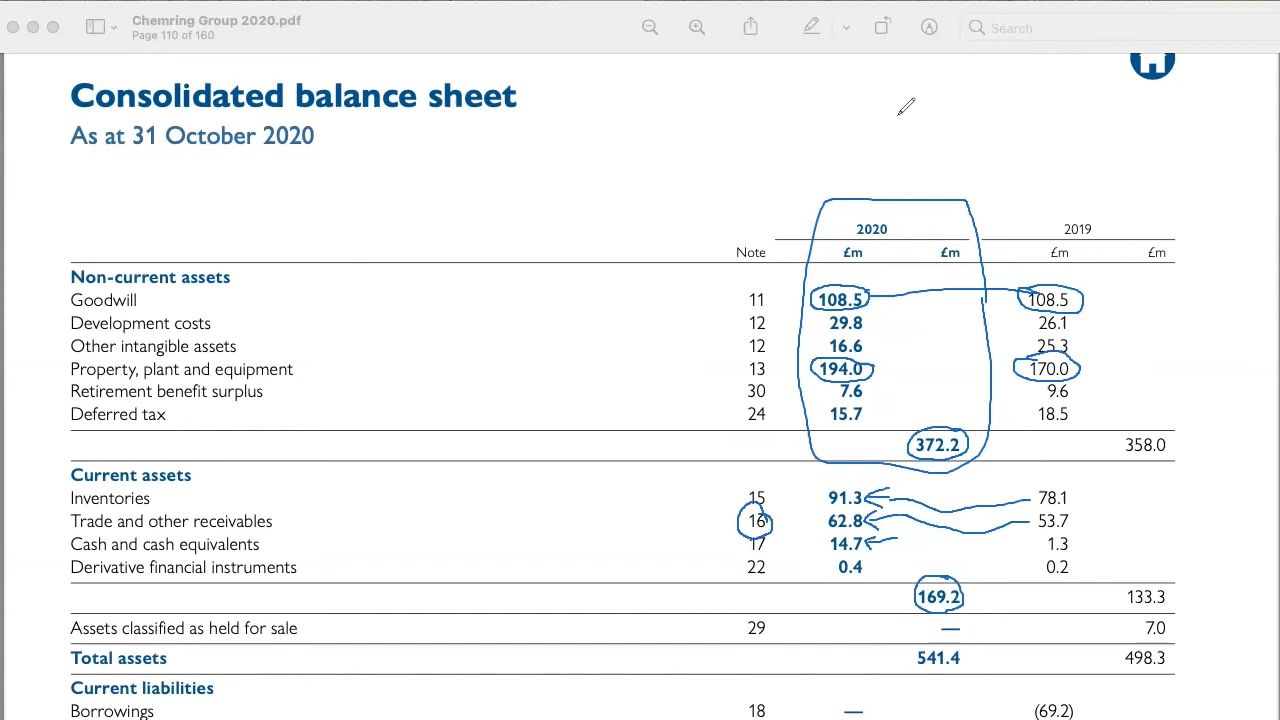 Chemring Group 2020.pdf
Page 110 of 160
Search
Consolidated balance sheet
As at 31 October 2020
2020 2019
Note £m £m £m £m
Non-current assets
Goodwill 11 108.5 108.5
Development costs 12 29.8 26.1
Other intangible assets 12 16.6 25.3
Property, plant and equipment 13 194.0 170.0
Retirement benefit surplus 30 7.6 9.6
Deferred tax 24 15.7 18.5
372.2 358.0
Current assets
Inventories 15 91.3 78.1
Trade and other receivables 16 62.8 53.7
Cash and cash equivalents 17 14.7 1.3
Derivative financial instruments 22 0.4 0.2
169.2 133.3
Assets classified as held for sale 29 — 7.0
Total assets 541.4 498.3
Current liabilities
Borrowings 18 — (69.2)